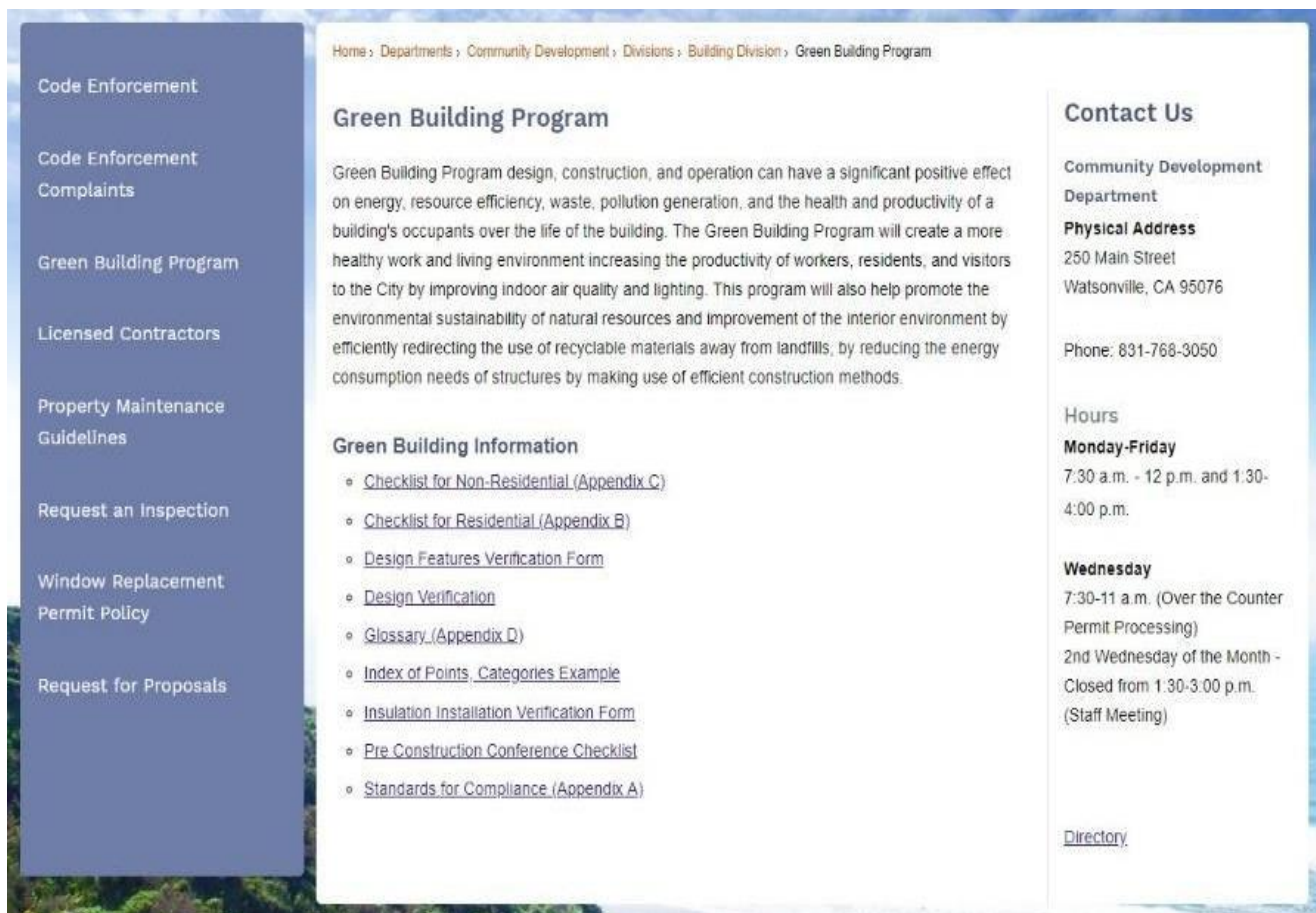 Code Enforcement
Code Enforcement
Complaints
Green Building Program
Licensed Contractors
Property Maintenance
Guidelines
Request an Inspection
Window Replacement
Permit Policy
Request for Proposals
Home › Departments › Community Development › Divisions › Building Division › Green Building Program
Green Building Program
Green Building Program design, construction, and operation can have a significant positive effect
on energy, resource efficiency, waste, pollution generation, and the health and productivity of a
building's occupants over the life of the building. The Green Building Program will create a more
healthy work and living environment increasing the productivity of workers, residents, and visitors
to the City by improving indoor air quality and lighting. This program will also help promote the
environmental sustainability of natural resources and improvement of the interior environment by
efficiently redirecting the use of recyclable materials away from landfills, by reducing the energy
consumption needs of structures by making use of efficient construction methods.
Green Building Information
Checklist for Non-Residential (Appendix C)
Checklist for Residential (Appendix B)
Design Features Verification Form
Design Verification
Glossary (Appendix D)
Index of Points, Categories Example
Insulation Installation Verification Form
Pre Construction Conference Checklist
Standards for Compliance (Appendix A)
Contact Us
Community Development
Department
Physical Address
250 Main Street
Watsonville, CA 95076
Phone: 831-768-3050
Hours
Monday-Friday
7:30 a.m. - 12 p.m. and 1:30-
4:00 p.m.
Wednesday
7:30-11 a.m. (Over the Counter
Permit Processing)
2nd Wednesday of the Month -
Closed from 1:30-3:00 p.m.
(Staff Meeting)
Directory